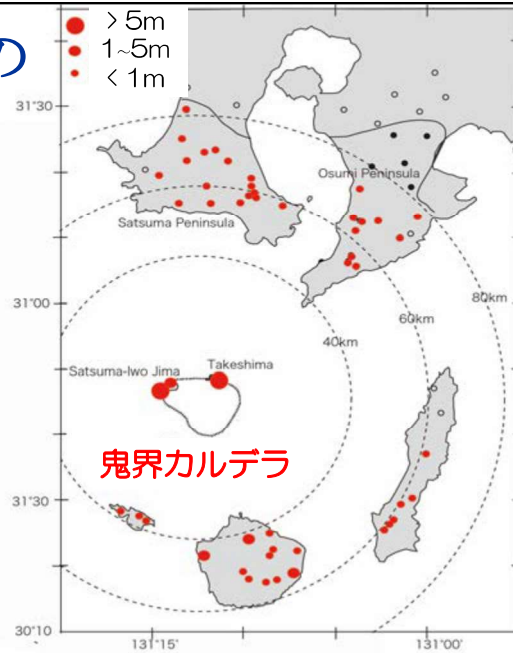 の
>5m
1~5m
<1m
31°30
Osumi Peninsula
Satsuma Peninsula
31°00
80km
60km
40km
Satsuma-Iwo Jima
Takeshima
鬼界カルデラ
31°30
30°10
131°15'
131°00'